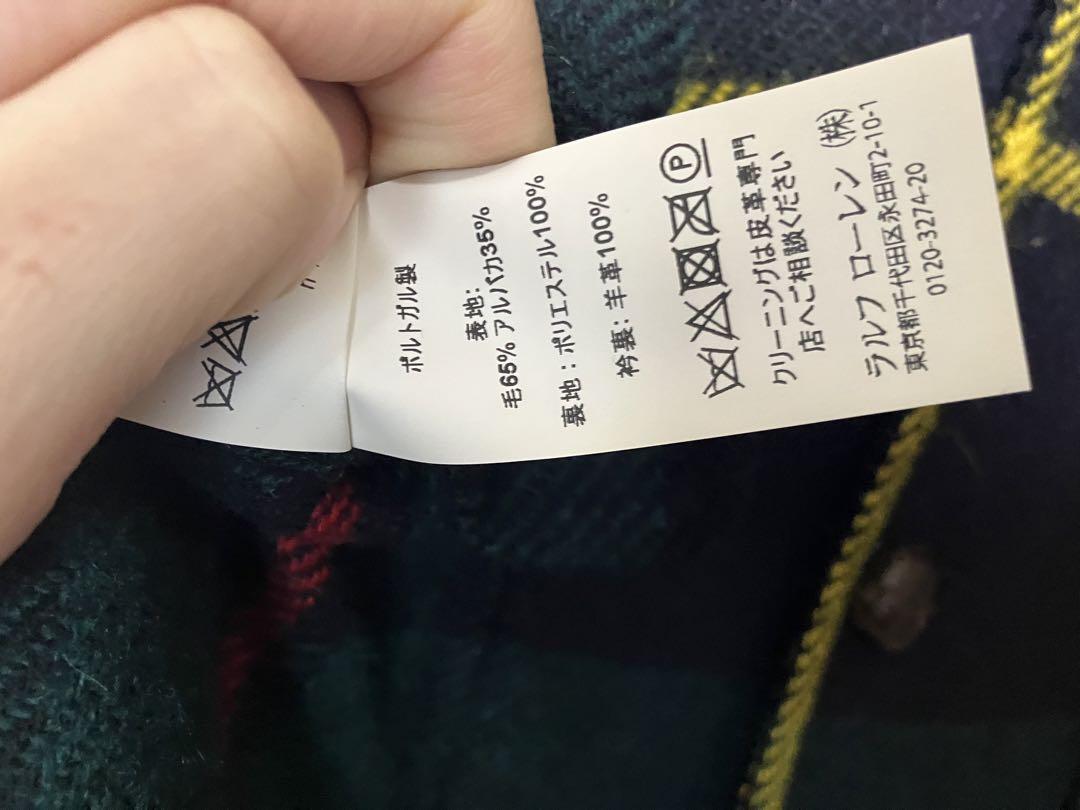 ポルトガル製
表地:
毛65% アルパカ35%
裏地：ポリエステル100%
衿裏: 羊革100%
P
クリーニングは皮革専門
店へご相談ください
ラルフ ローレン (株)
東京都千代田区永田町2-10-1
0120-3274-20